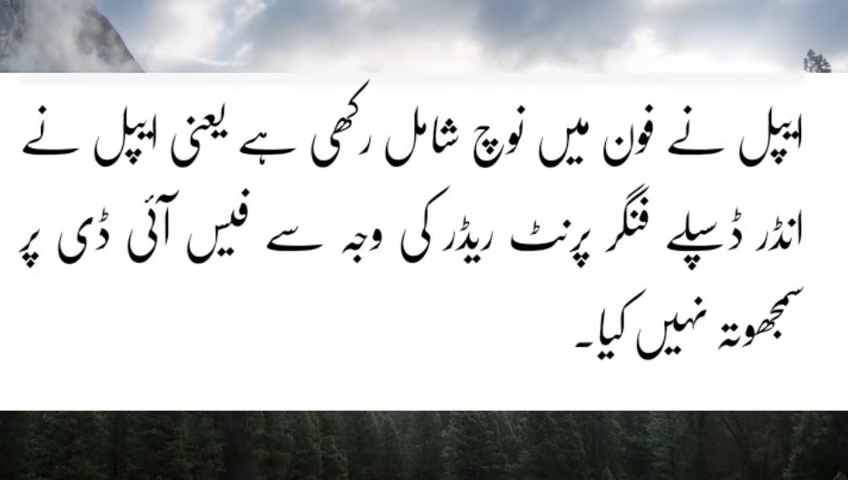 ایپل نے فون میں نوچ شامل رکھی ہے یعنی ایپل نے
انڈر ڈسپلے فنگر پرنٹ ریڈر کی وجہ سے فیس آئی ڈی پر
سمجھوتہ نہیں کیا۔